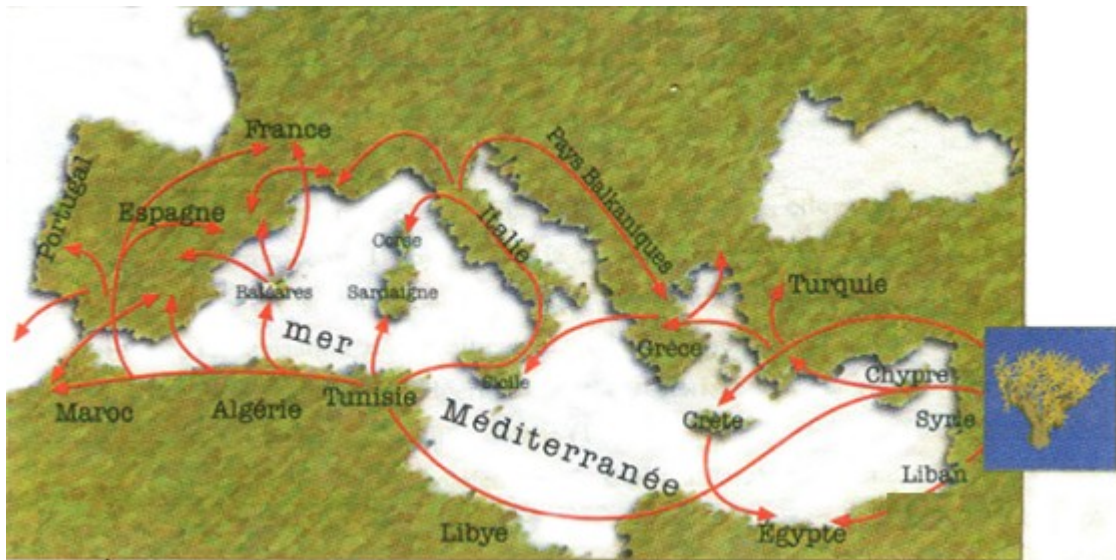 France
Pays Balkaniques
Portugal
Espagne
Italie
Corse
Baléares
Sardaigne
Turquie
mer
Grèce
Sicile
Chypre
Maroc
Algérie
Tunisie
Crète
Syrie
Méditerranée
Liban
Libye
Égypte